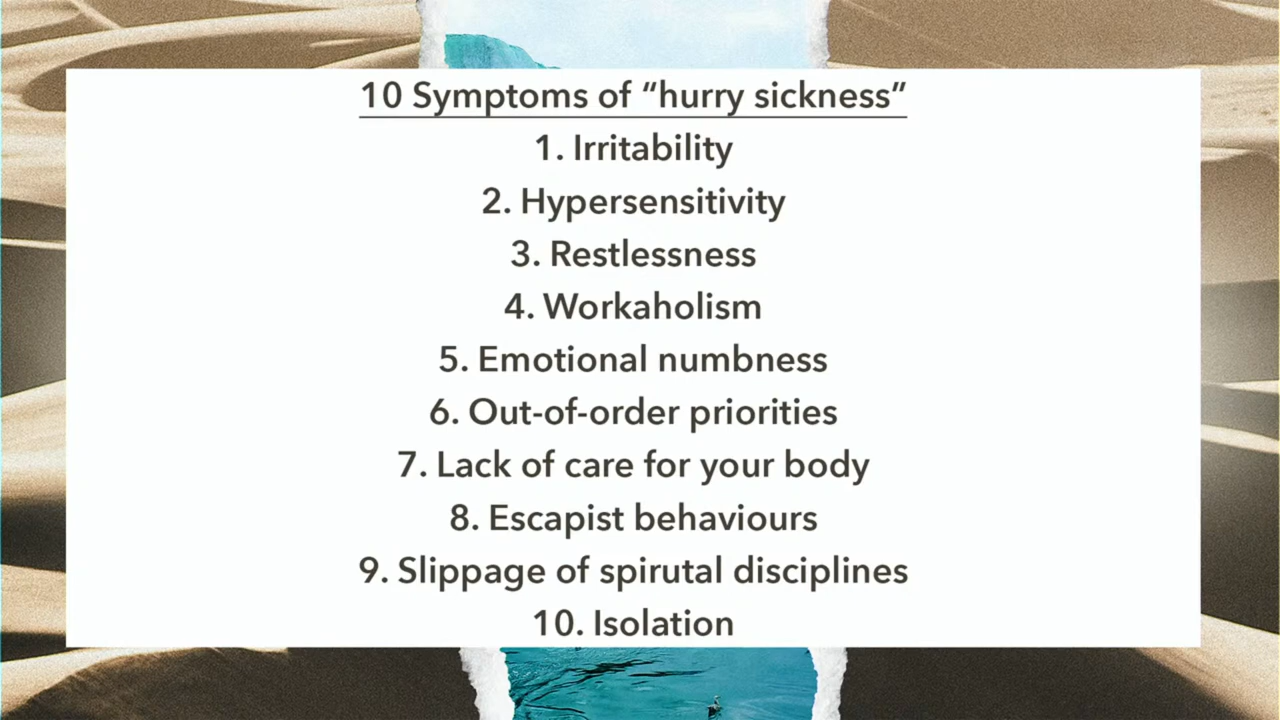 10 Symptoms of “hurry sickness”
1. Irritability
2. Hypersensitivity
3. Restlessness
4. Workaholism
5. Emotional numbness
6. Out-of-order priorities
7. Lack of care for your body
8. Escapist behaviours
9. Slippage of spirutal disciplines
10. Isolation